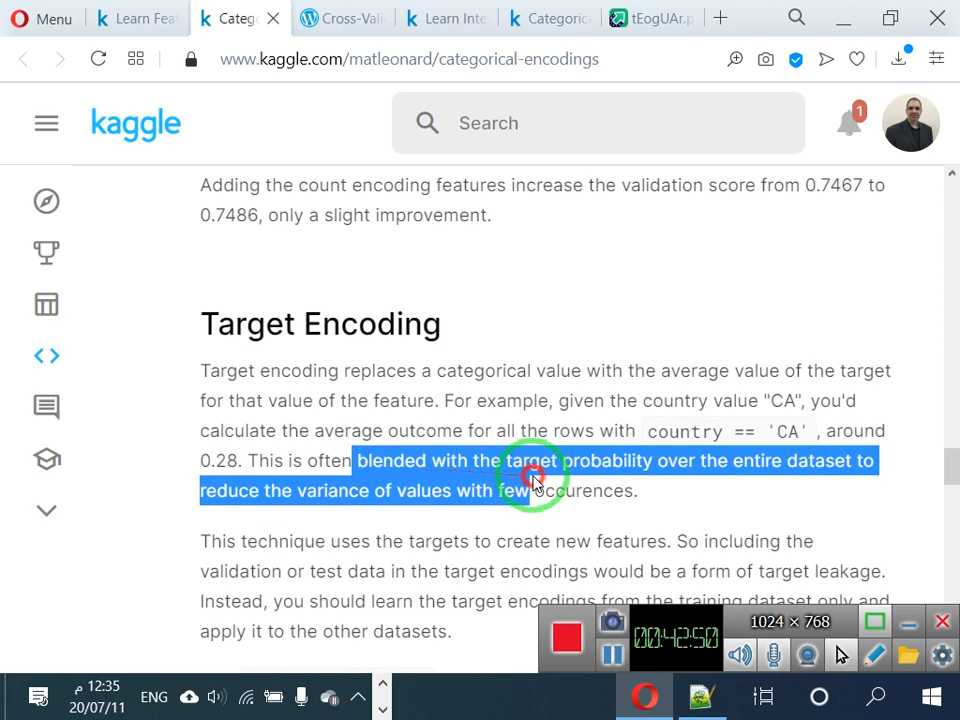 Menu
Learn Fea
Categ
Cross-Vali
Learn Inte
Categoric
tEogUAr.p
www.kaggle.com/matleonard/categorical-encodings
kaggle
Search
1
Adding the count encoding features increase the validation score from 0.7467 to
0.7486, only a slight improvement.
Target Encoding
Target encoding replaces a categorical value with the average value of the target
for that value of the feature. For example, given the country value "CA", you'd
calculate the average outcome for all the rows with country == 'CA' , around
0.28. This is often blended with the target probability over the entire dataset to
reduce the variance of values with few occurences.
This technique uses the targets to create new features. So including the
validation or test data in the target encodings would be a form of target leakage.
Instead, you should learn the target encodings from the training dataset only and
apply it to the other datasets.
1024 × 768
00:42:50
12:35 م
ENG
20/07/11